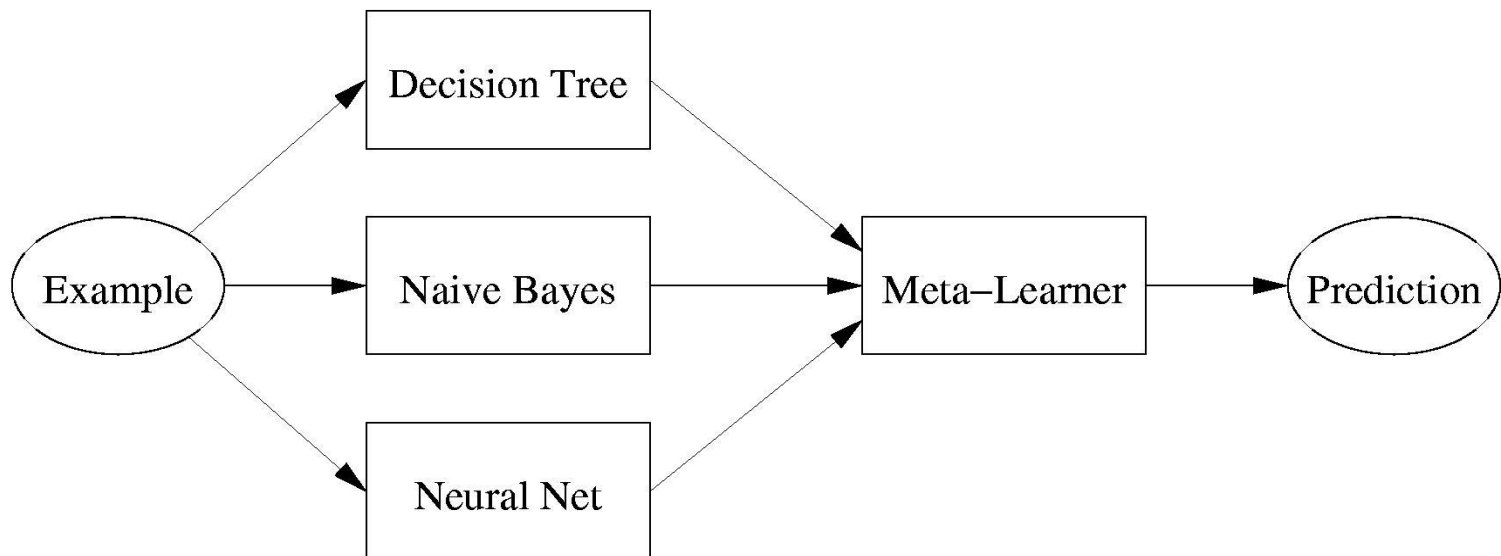 Decision Tree
Example
Naive Bayes
Meta−Learner
Prediction
Neural Net